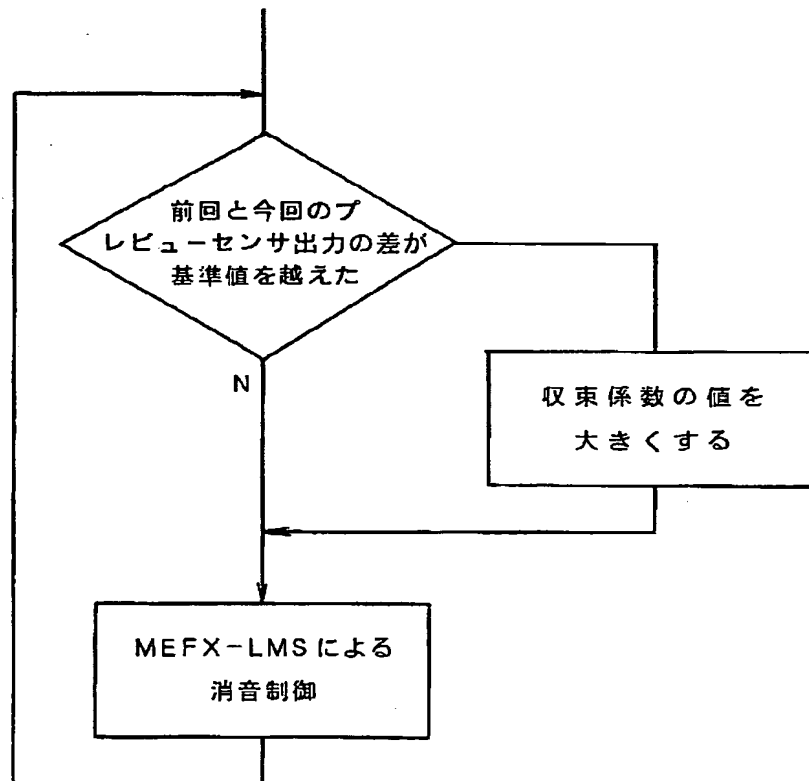 前回と今回のプ
レビューセンサ出力の差が
基準値を越えた
N
収束係数の値を
大きくする
MEFX-LMSによる
消音制御